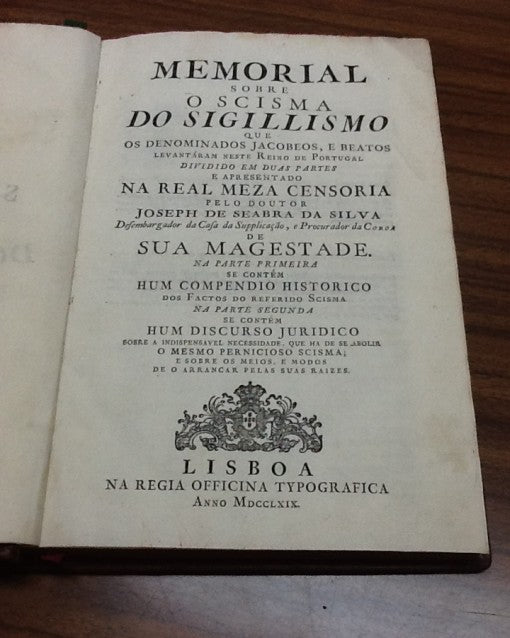 MEMORIAL
SOBRE
O SCISMA
DO SIGILLISMO
QUE
OS DENOMINADOS JACOBEOS, E BEATOS
LEVANTÁRAM NESTE REINO DE PORTUGAL
DIVIDIDO EM DUAS PARTES
E APRESENTADO
NA REAL MEZA CENSORIA
PELO DOUTOR
JOSEPH DE SEABRA DA SILVA
Desembargador da Casa da Supplicação, e Procurador da COROA
DE
SUA MAGESTADE.
NA PARTE PRIMEIRA
SE CONTÉM
HUM COMPENDIO HISTORICO
DOS FACTOS DO REFERIDO SCISMA
NA PARTE SEGUNDA
SE CONTÉM
HUM DISCURSO JURIDICO
SOBRE A INDISPENSAVEL NECESSIDADE, QUE HA DE SE ABOLIR
O MESMO PERNICIOSO SCISMA;
E SOBRE OS MEIOS, E MODOS
DE O ARRANCAR PELAS SUAS RAIZES.
LISBOA
NA REGIA OFFICINA TYPOGRAFICA
ANNO MDCCLXIX.